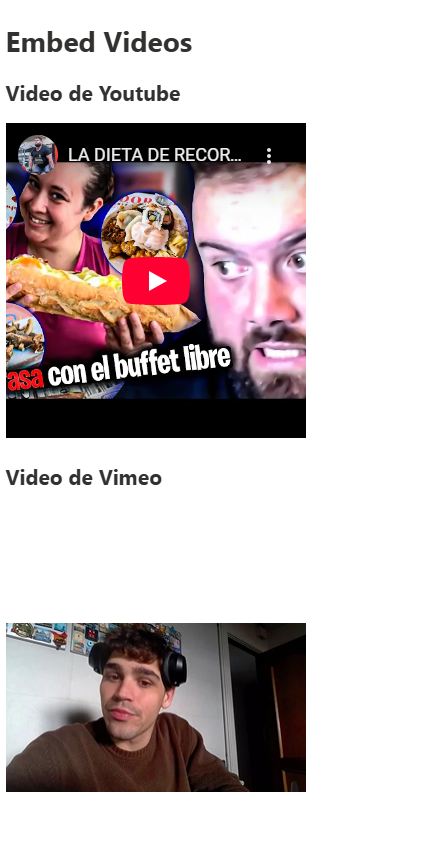 Embed Videos
Video de Youtube
LA DIETA DE RECOR...
asa con el buffet libre
Video de Vimeo